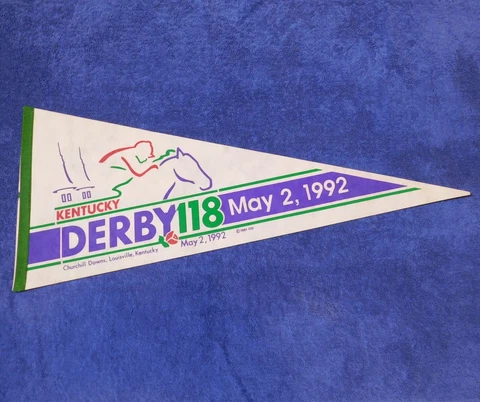 KENTUCKY
DERBY118 May 2, 1992
May 2, 1992
Churchill Downs, Louisville, Kentucky